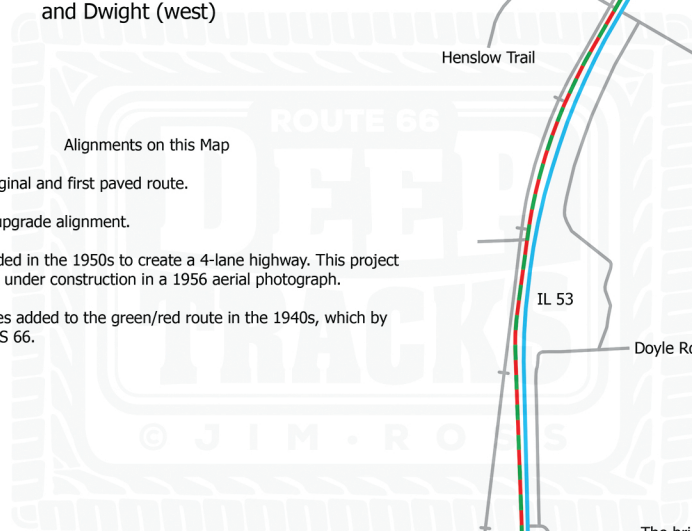 and Dwight (west)
Henslow Trail
ROUTE 66
DEEP
TRACKS
© JIM · ROSS
Alignments on this Map
ginal and first paved route.
upgrade alignment.
ded in the 1950s to create a 4-lane highway. This project
under construction in a 1956 aerial photograph.
es added to the green/red route in the 1940s, which by
S 66.
IL 53
Doyle Ro
The bri